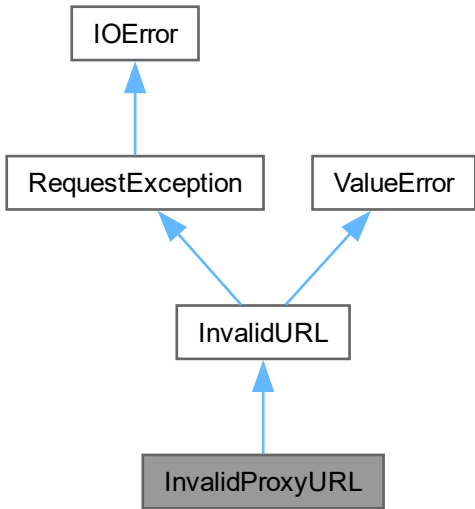 IOError
RequestException
ValueError
InvalidURL
InvalidProxyURL